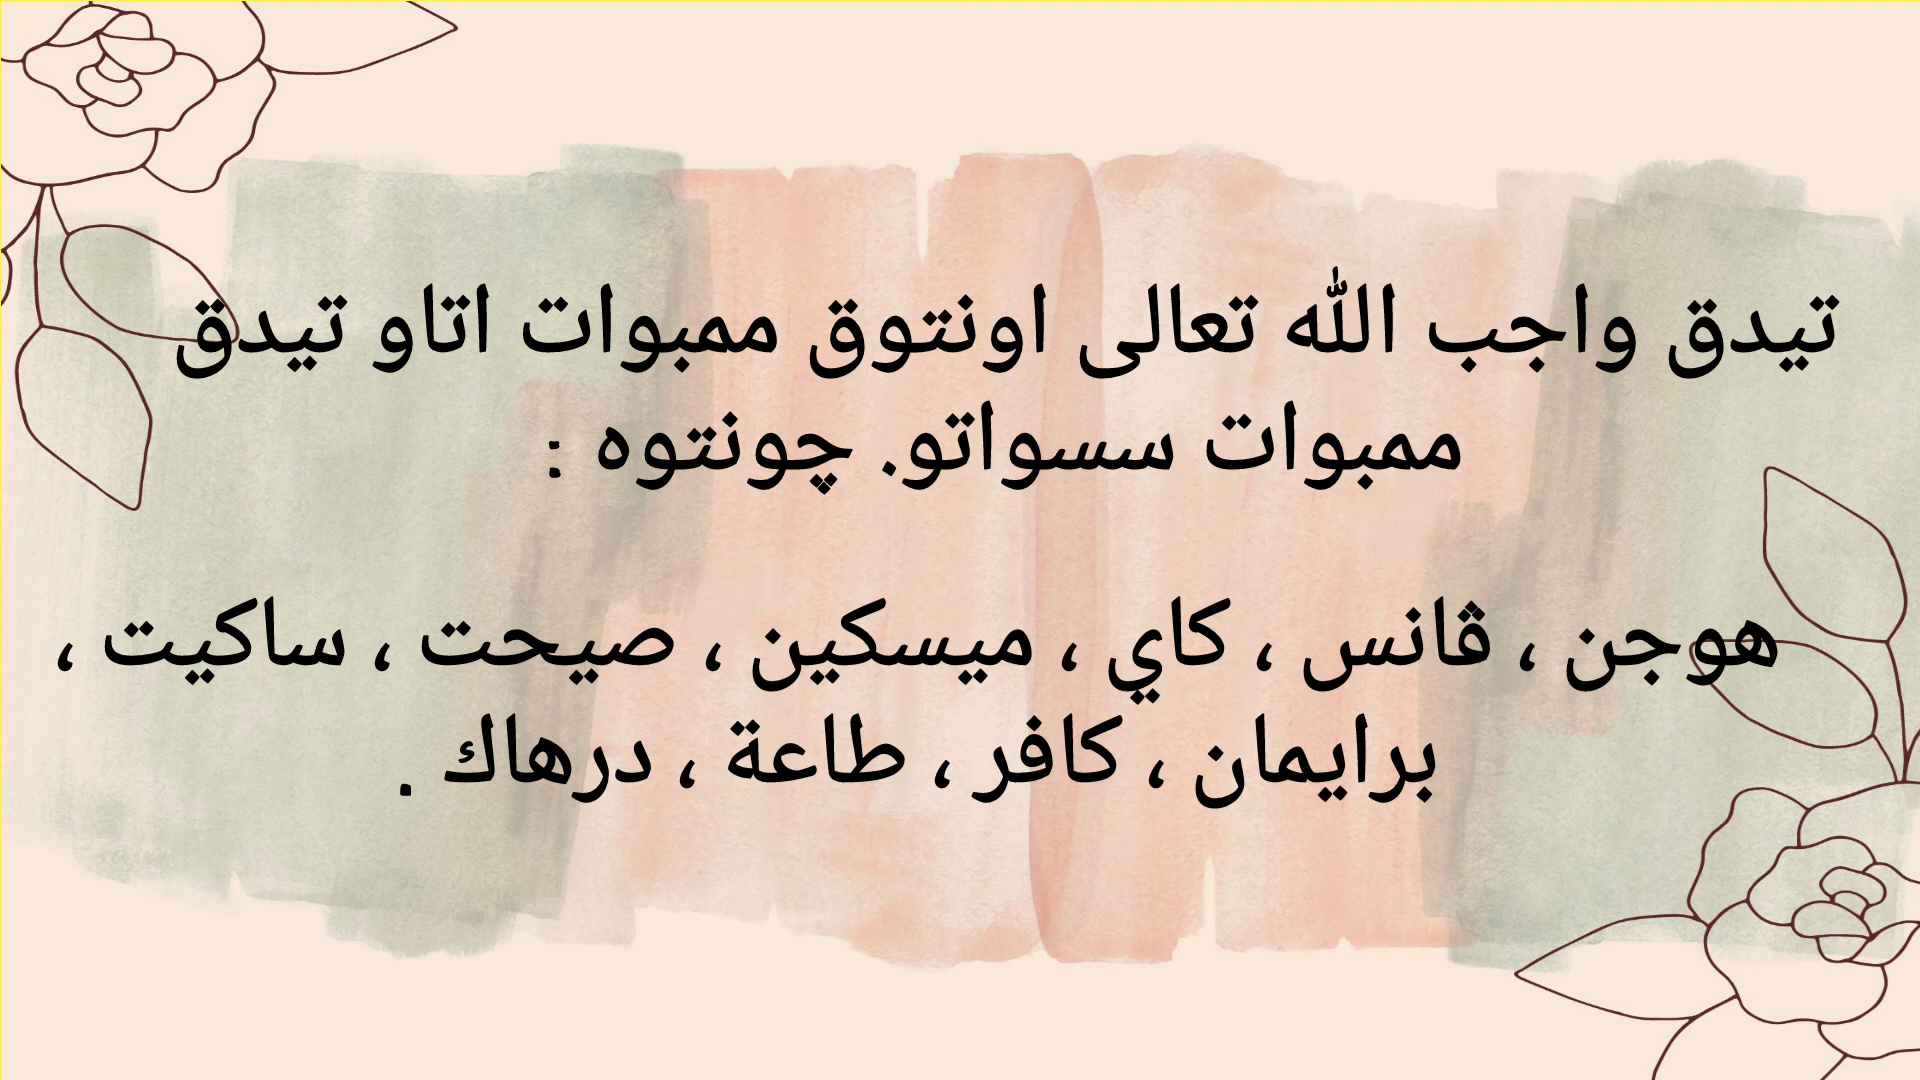 تيدق واجب الله تعالى اونتوق ممبوات اتاو تيدق
ممبوات سسواتو. چونتوه :
هوجن ، ڤانس ، كاي ، ميسكين ، صيحت ، ساكيت ،
برايمان ، كافر ، طاعة ، درهاك .